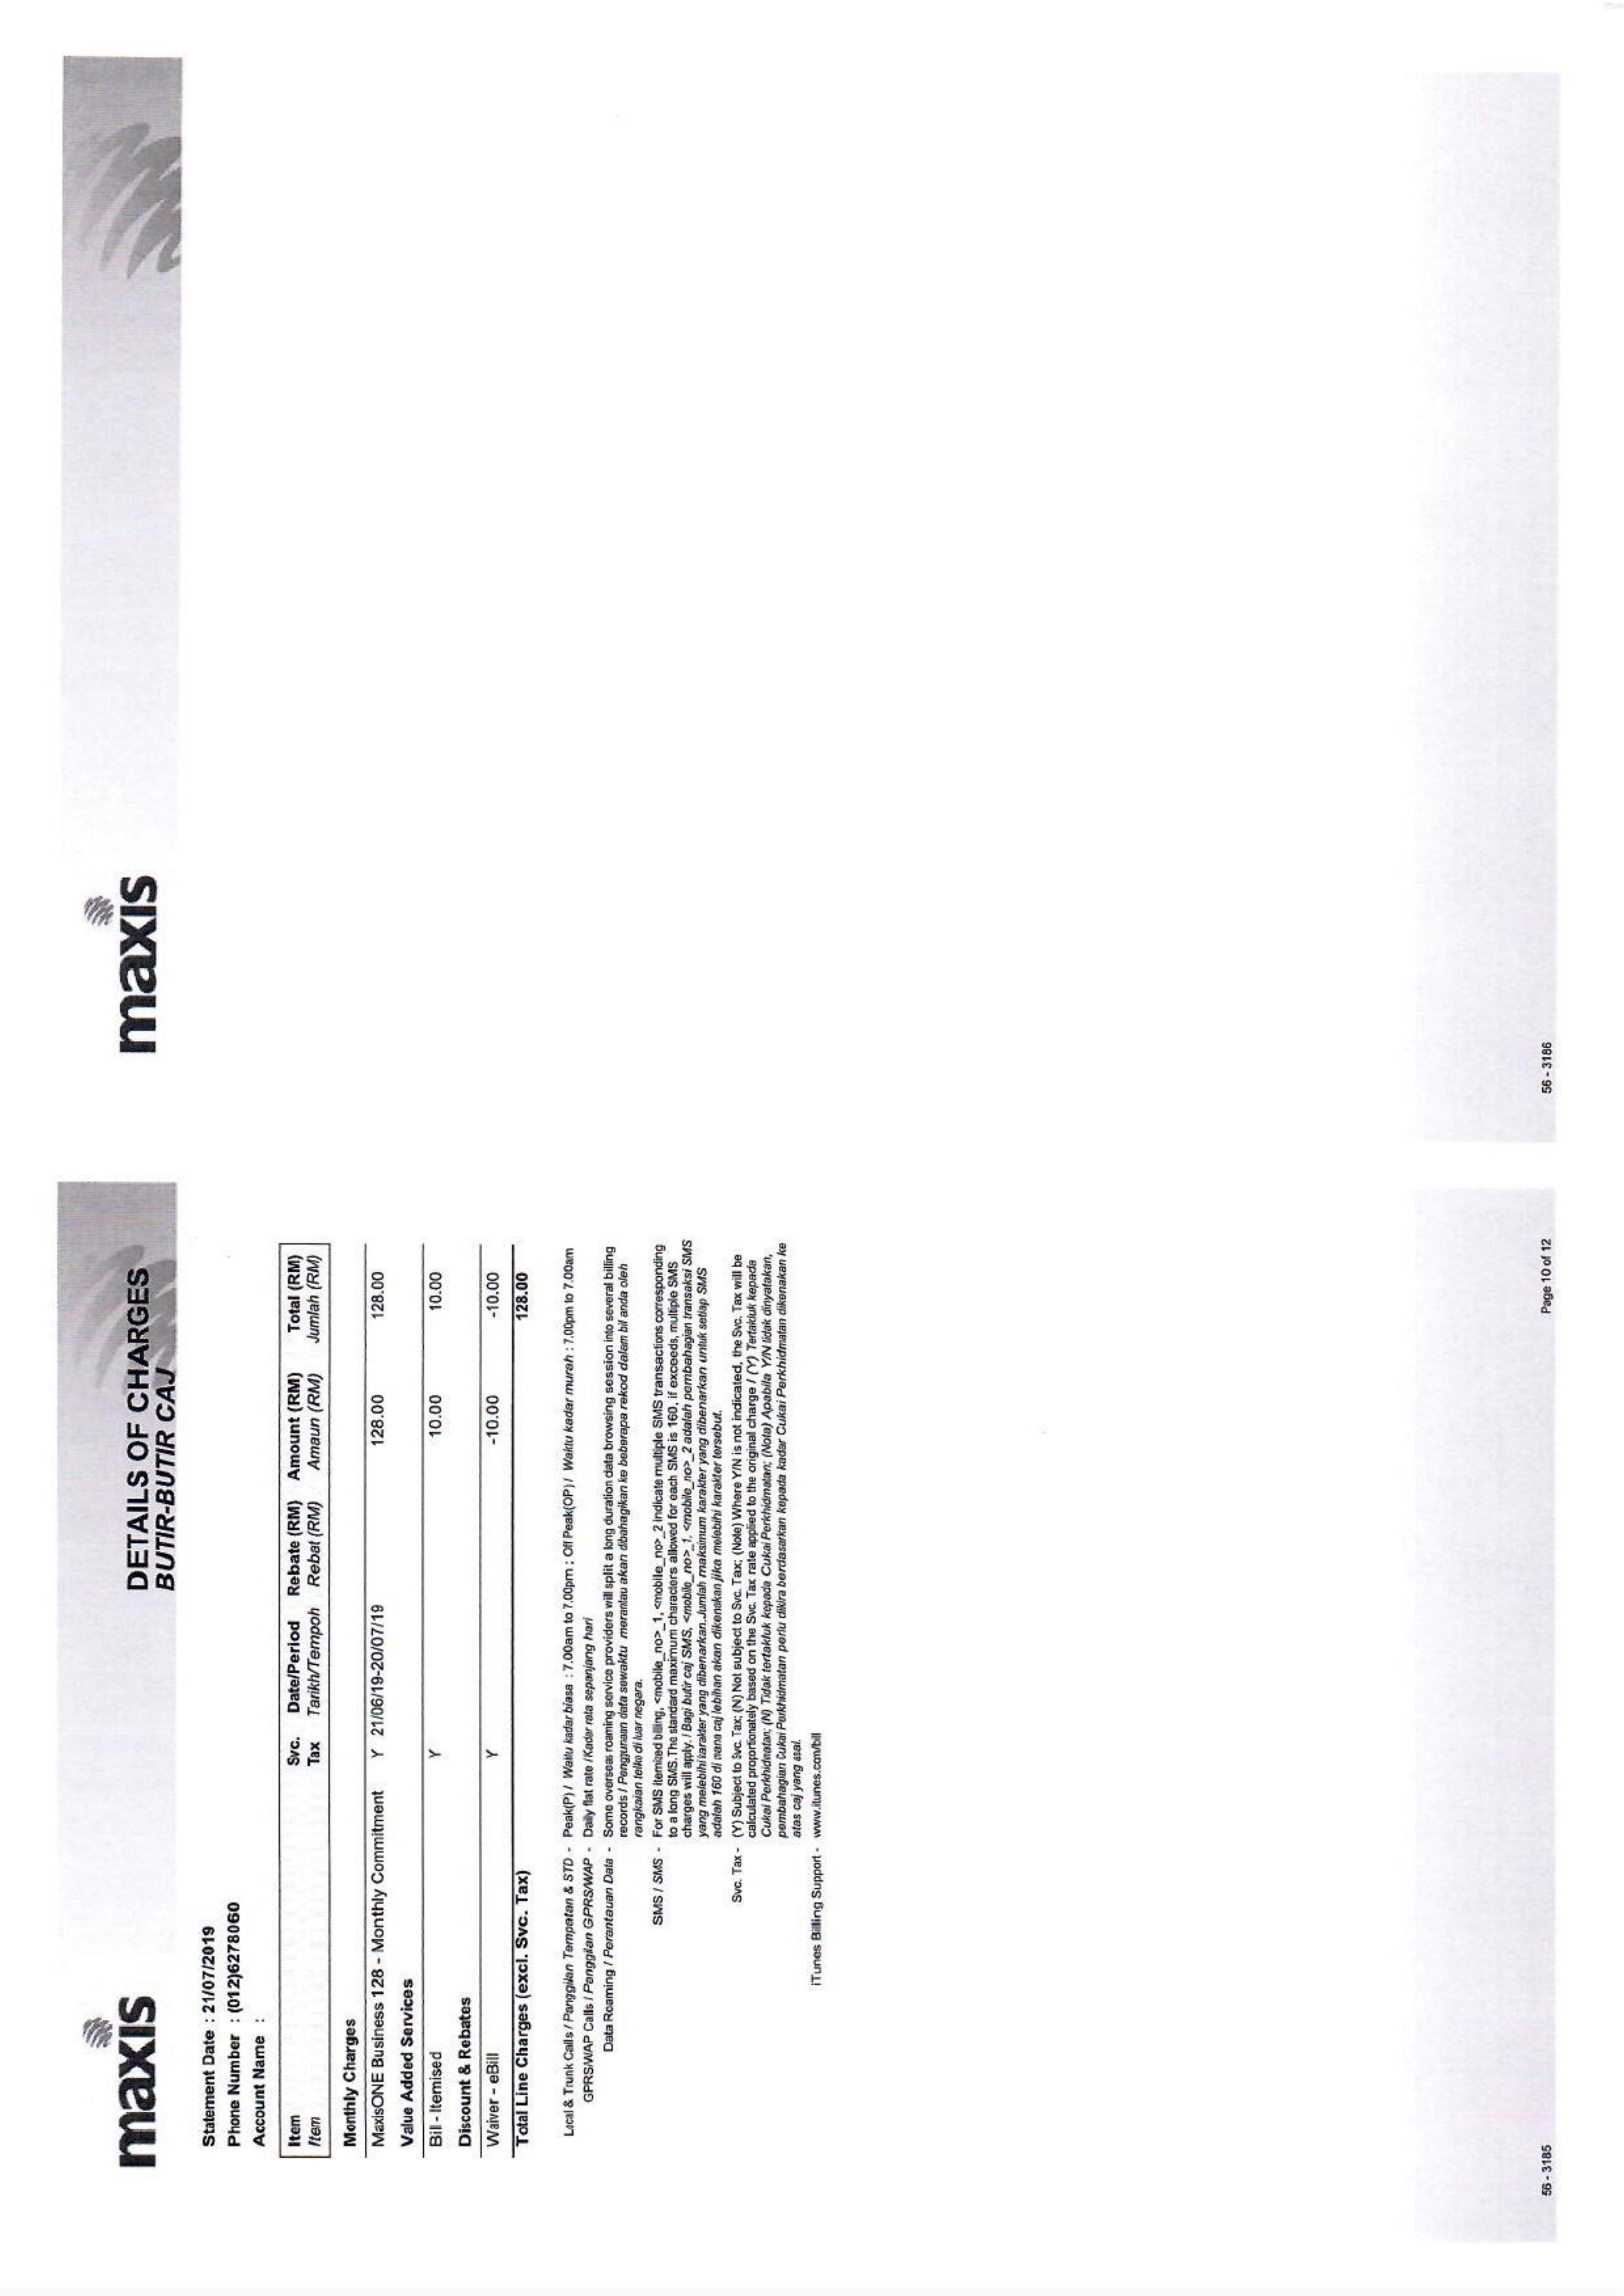 maxis
DETAILS OF CHARGES
BUTIR-BUTIR CAJ
Statement Date : 21/07/2019
Phone Number : (012)6278060
Account Name :
Item Svc. Date/Period Rebate (RM) Amount (RM) Total (RM)
Item Tax Tarikh/Tempoh Rebat (RM) Amaun (RM) Jumlah (RM)
Monthly Charges
MaxisONE Business 128 - Monthly Commitment Y 21/06/19-20/07/19 128.00 128.00
Value Added Services
Bil - Itemised Y 10.00 10.00
Discount & Rebates
Waiver - eBill Y -10.00 -10.00
Total Line Charges (excl. Svc. Tax) 128.00
Local & Trunk Calls / Panggilan Tempatan & STD - Peak(P) / Waktu kadar biasa : 7.00am to 7.00pm ; Off Peak(OP) / Waktu kadar murah : 7.00pm to 7.00am
GPRS/WAP Calls / Panggilan GPRS/WAP - Daily flat rate /Kadar rata sepanjang hari
Data Roaming / Perantauan Data - Some overseas roaming service providers will split a long duration data browsing session into several billing
records / Penggunaan data sewaktu merantau akan dibahagikan ke beberapa rekod dalam bil anda oleh
rangkaian telko di luar negara.
SMS / SMS - For SMS itemized billing, <mobile_no>_1, <mobile_no>_2 indicate multiple SMS transactions corresponding
to a long SMS.The standard maximum characters allowed for each SMS is 160, if exceeds, multiple SMS
charges will apply. / Bagi butir caj SMS, <mobile_no>_1, <mobile_no>_2 adalah pembahagian transaksi SMS
yang melebihi karakter yang dibenarkan.Jumlah maksimum karakter yang dibenarkan untuk setiap SMS
adalah 160 di mana caj lebihan akan dikenakan jika melebihi karakter tersebut.
Svc. Tax - (Y) Subject to Svc. Tax; (N) Not subject to Svc. Tax; (Note) Where Y/N is not indicated, the Svc. Tax will be
calculated proportionately based on the Svc. Tax rate applied to the original charge / (Y) Tertakluk kepada
Cukai Perkhidmatan; (N) Tidak tertakluk kepada Cukai Perkhidmatan; (Nota) Apabila Y/N tidak dinyatakan,
pembahagian Cukai Perkhidmatan perlu dikira berdasarkan kepada kadar Cukai Perkhidmatan dikenakan ke
atas caj yang asal.
iTunes Billing Support - www.itunes.com/bill
56 - 3185 Page 10 of 12
maxis
56 - 3186